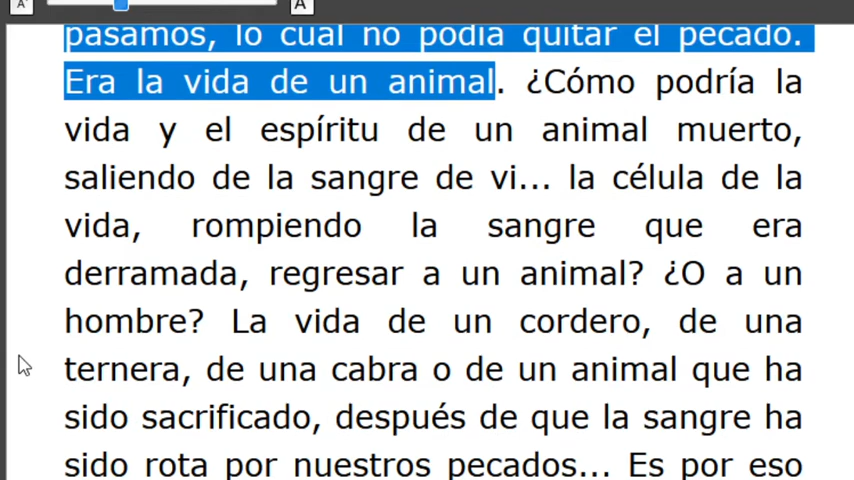 A A
pasamos, lo cual no podía quitar el pecado.
Era la vida de un animal. ¿Cómo podría la
vida y el espíritu de un animal muerto,
saliendo de la sangre de vi... la célula de la
vida, rompiendo la sangre que era
derramada, regresar a un animal? ¿O a un
hombre? La vida de un cordero, de una
ternera, de una cabra o de un animal que ha
sido sacrificado, después de que la sangre ha
sido rota por nuestros pecados... Es por eso